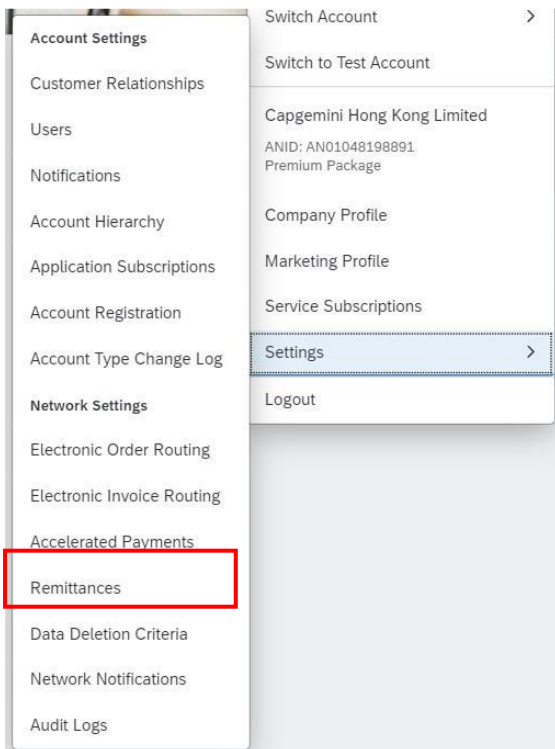 Account Settings
Customer Relationships
Users
Notifications
Account Hierarchy
Application Subscriptions
Account Registration
Account Type Change Log
Network Settings
Electronic Order Routing
Electronic Invoice Routing
Accelerated Payments
Remittances
Data Deletion Criteria
Network Notifications
Audit Logs
Switch Account
Switch to Test Account
Capgemini Hong Kong Limited
ANID: AN01048198891
Premium Package
Company Profile
Marketing Profile
Service Subscriptions
Settings
Logout